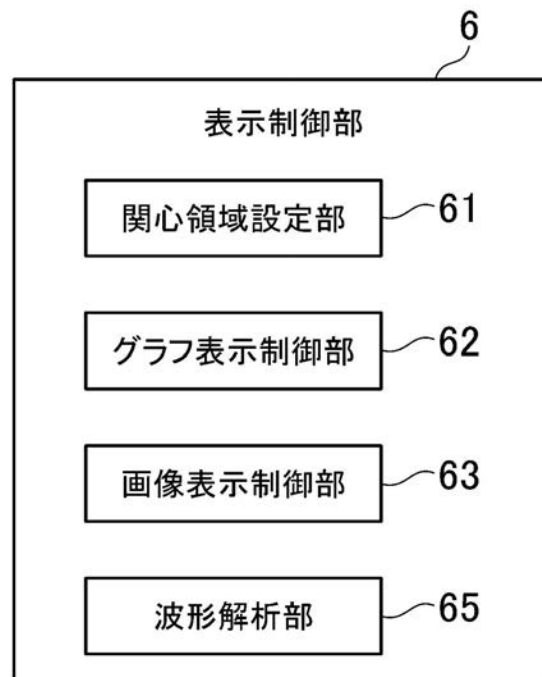 6
表示制御部
関心領域設定部 61
グラフ表示制御部 62
画像表示制御部 63
波形解析部 65